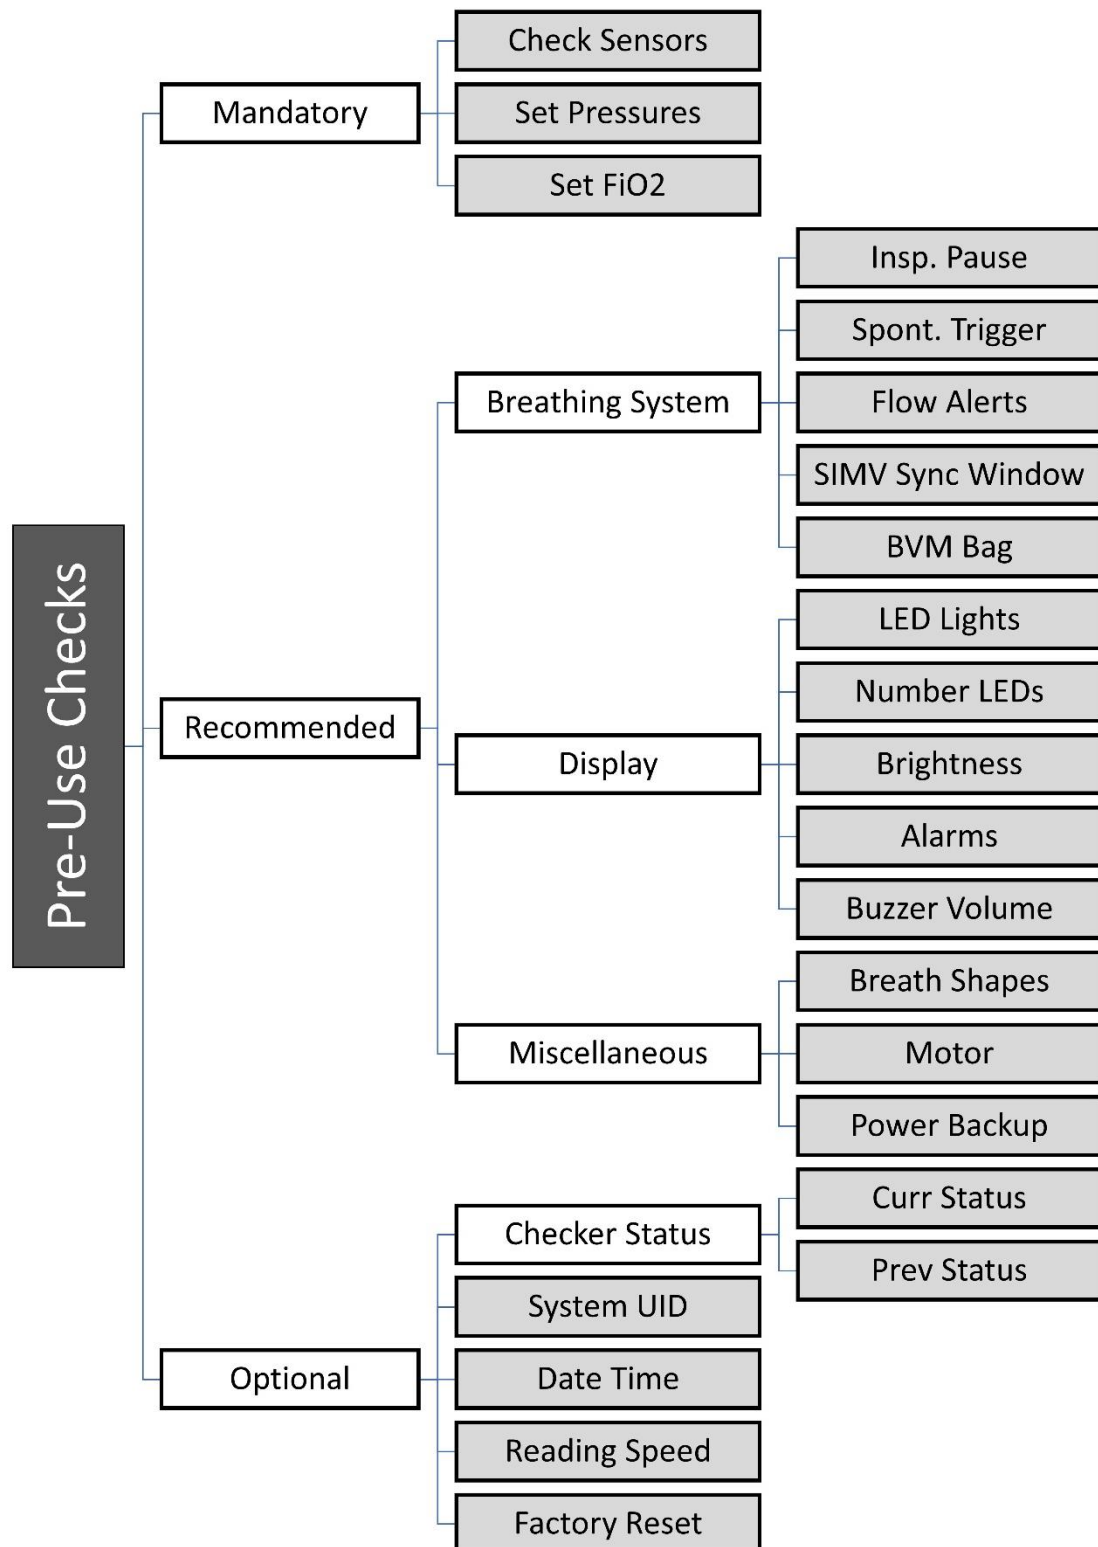 Pre-Use Checks
Mandatory
Check Sensors
Set Pressures
Set FiO2
Recommended
Breathing System
Insp. Pause
Spont. Trigger
Flow Alerts
SIMV Sync Window
BVM Bag
Display
LED Lights
Number LEDs
Brightness
Alarms
Buzzer Volume
Miscellaneous
Breath Shapes
Motor
Power Backup
Optional
Checker Status
Curr Status
Prev Status
System UID
Date Time
Reading Speed
Factory Reset